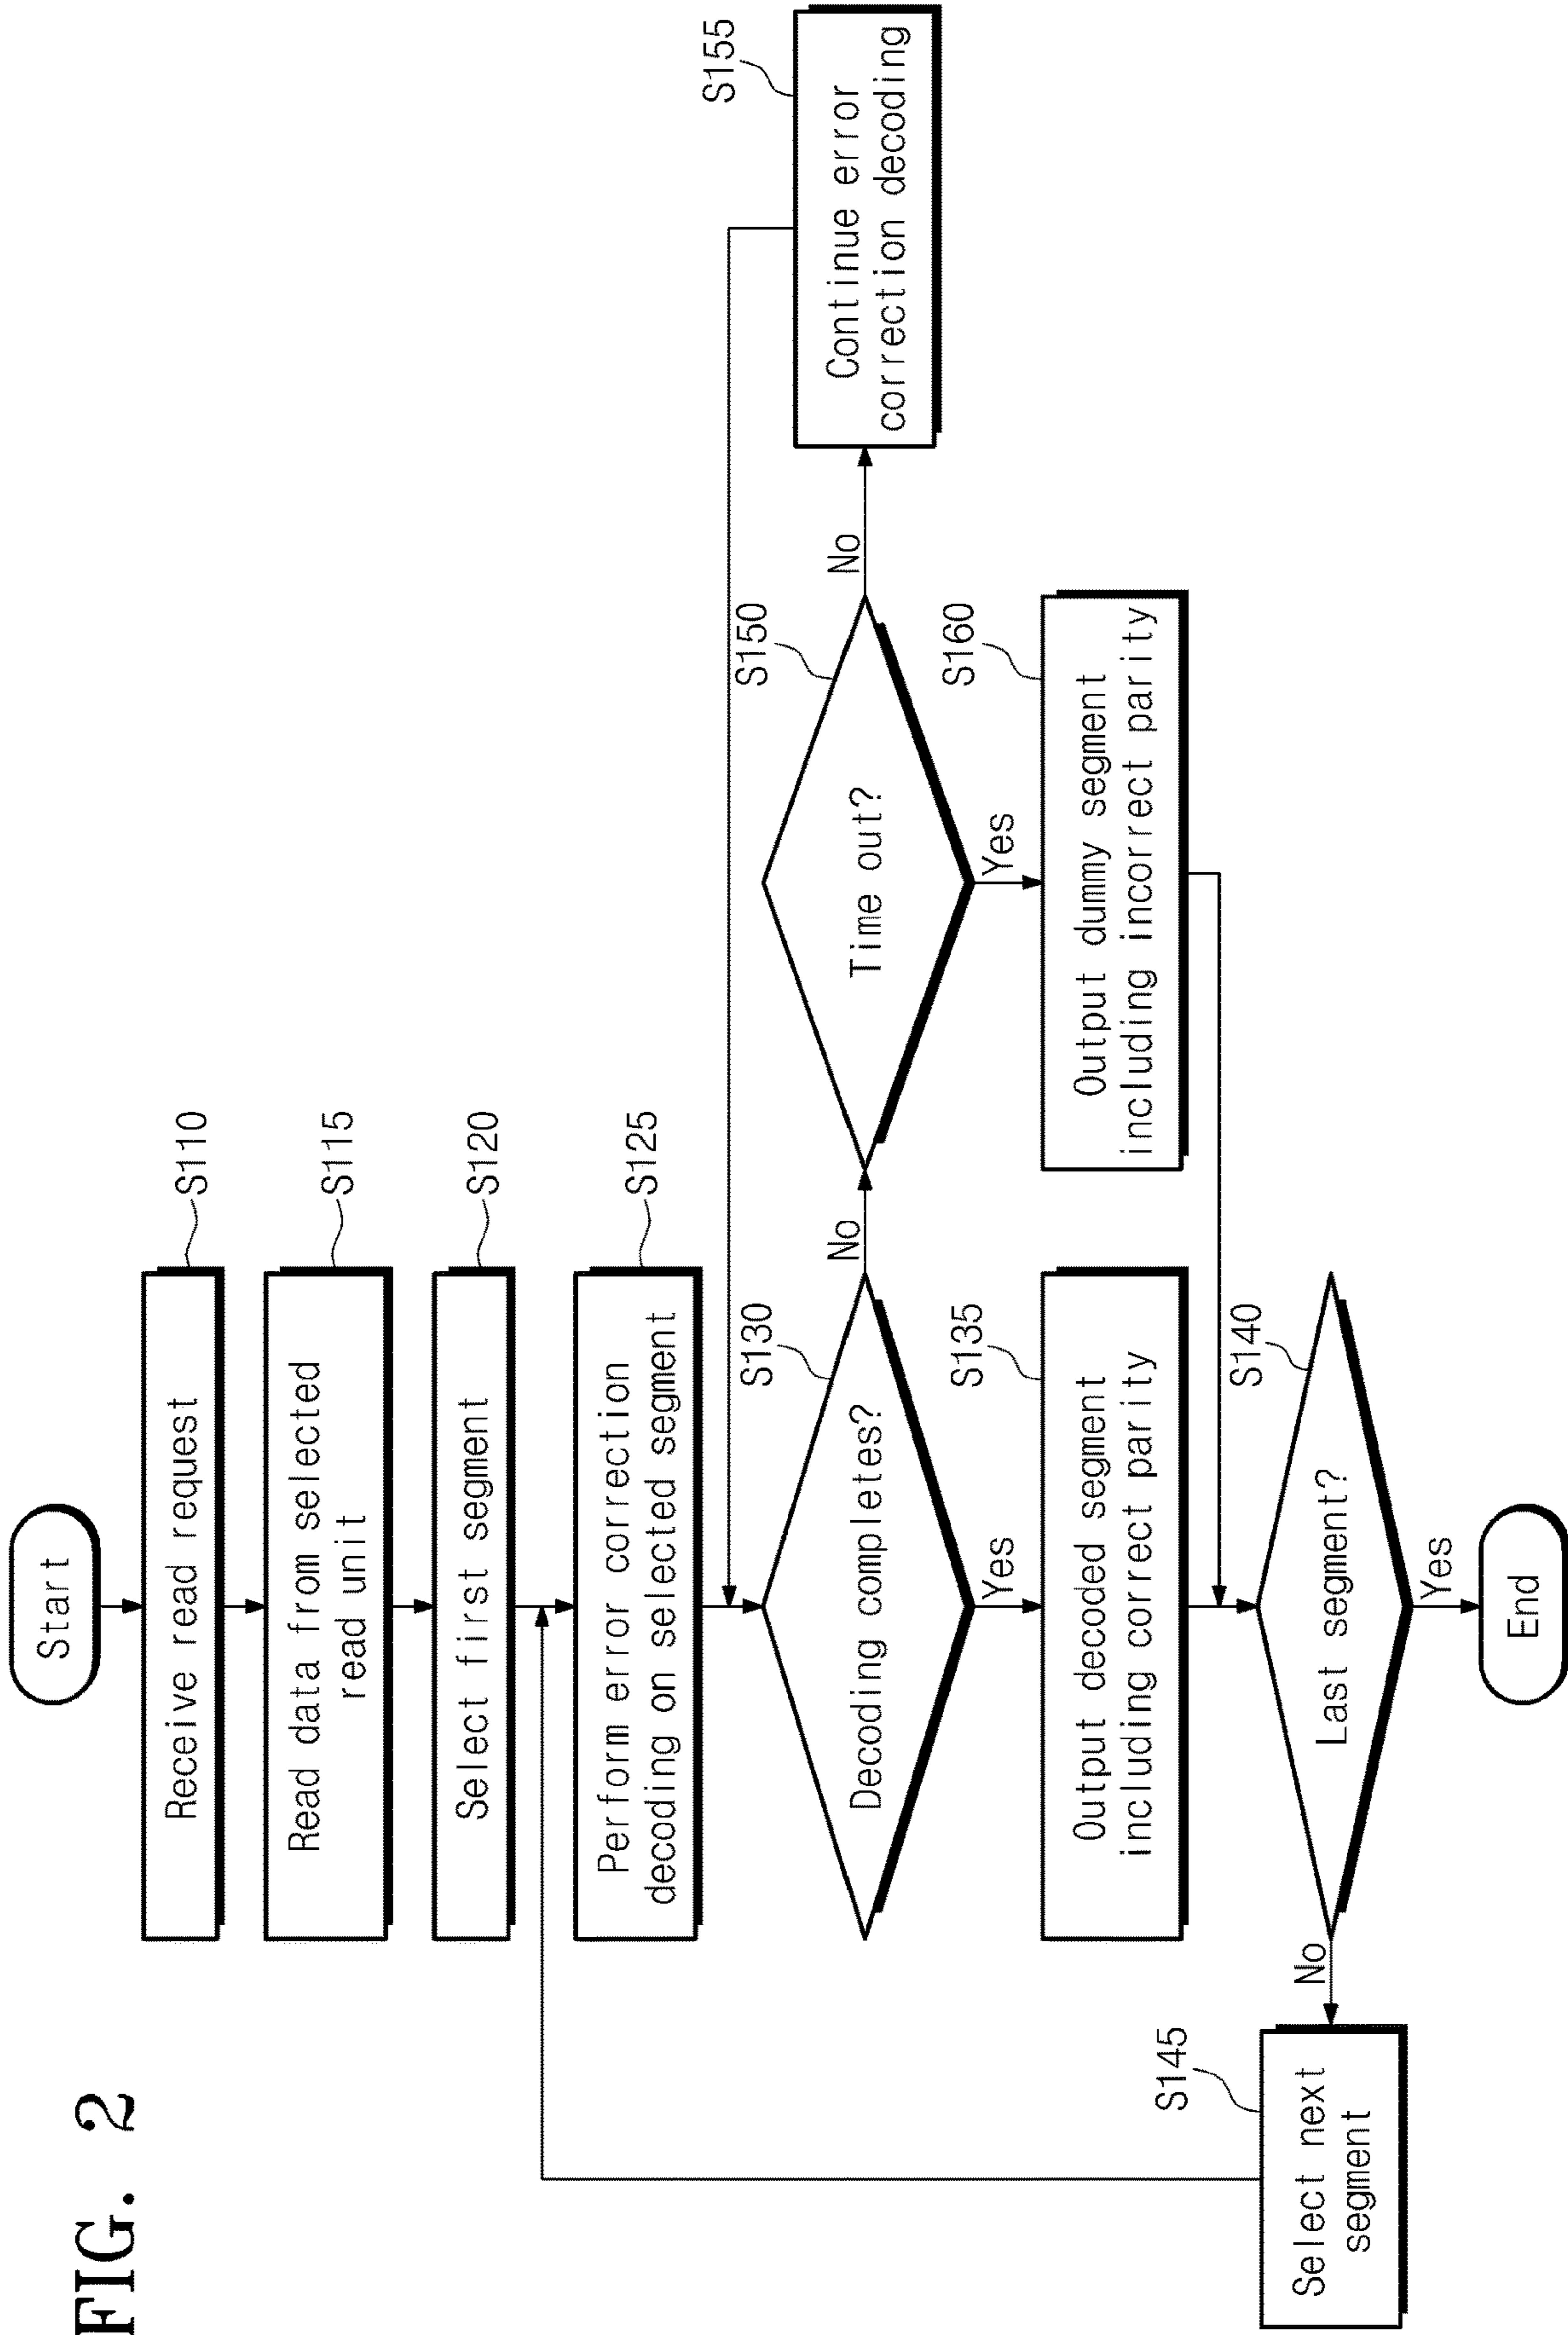 FIG. 2
Start
Receive read request
S110
Read data from selected
read unit
S115
Select first segment
S120
Perform error correction
decoding on selected segment
S125
Decoding completes?
S130
No
Yes
Time out?
S150
No
Yes
Continue error
correction decoding
S155
Output decoded segment
including correct parity
S135
Output dummy segment
including incorrect parity
S160
Last segment?
S140
No
Yes
Select next
segment
S145
End